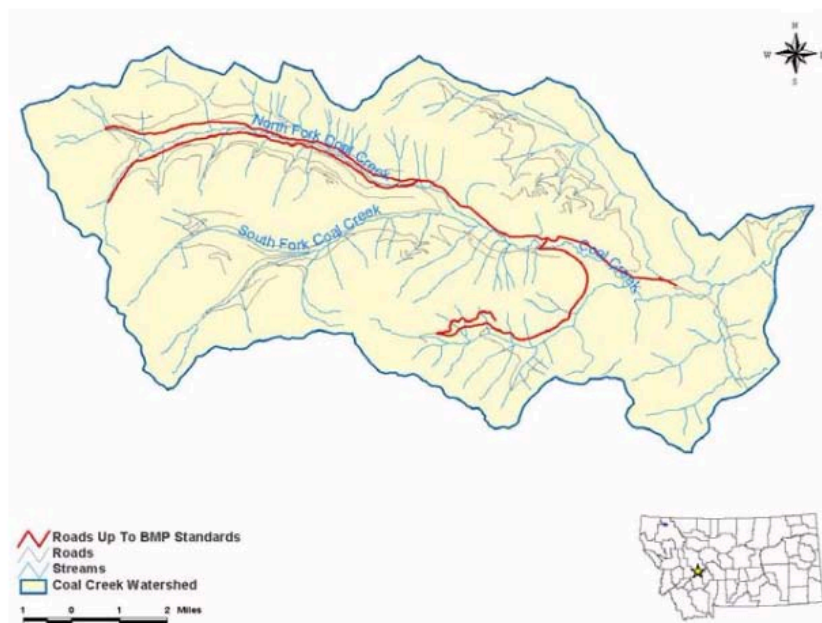 N
W
S
North Fork Coal Creek
South Fork Coal Creek
Coal Creek
Roads Up To BMP Standards
Roads
Streams
Coal Creek Watershed
1 0 1 2 Miles